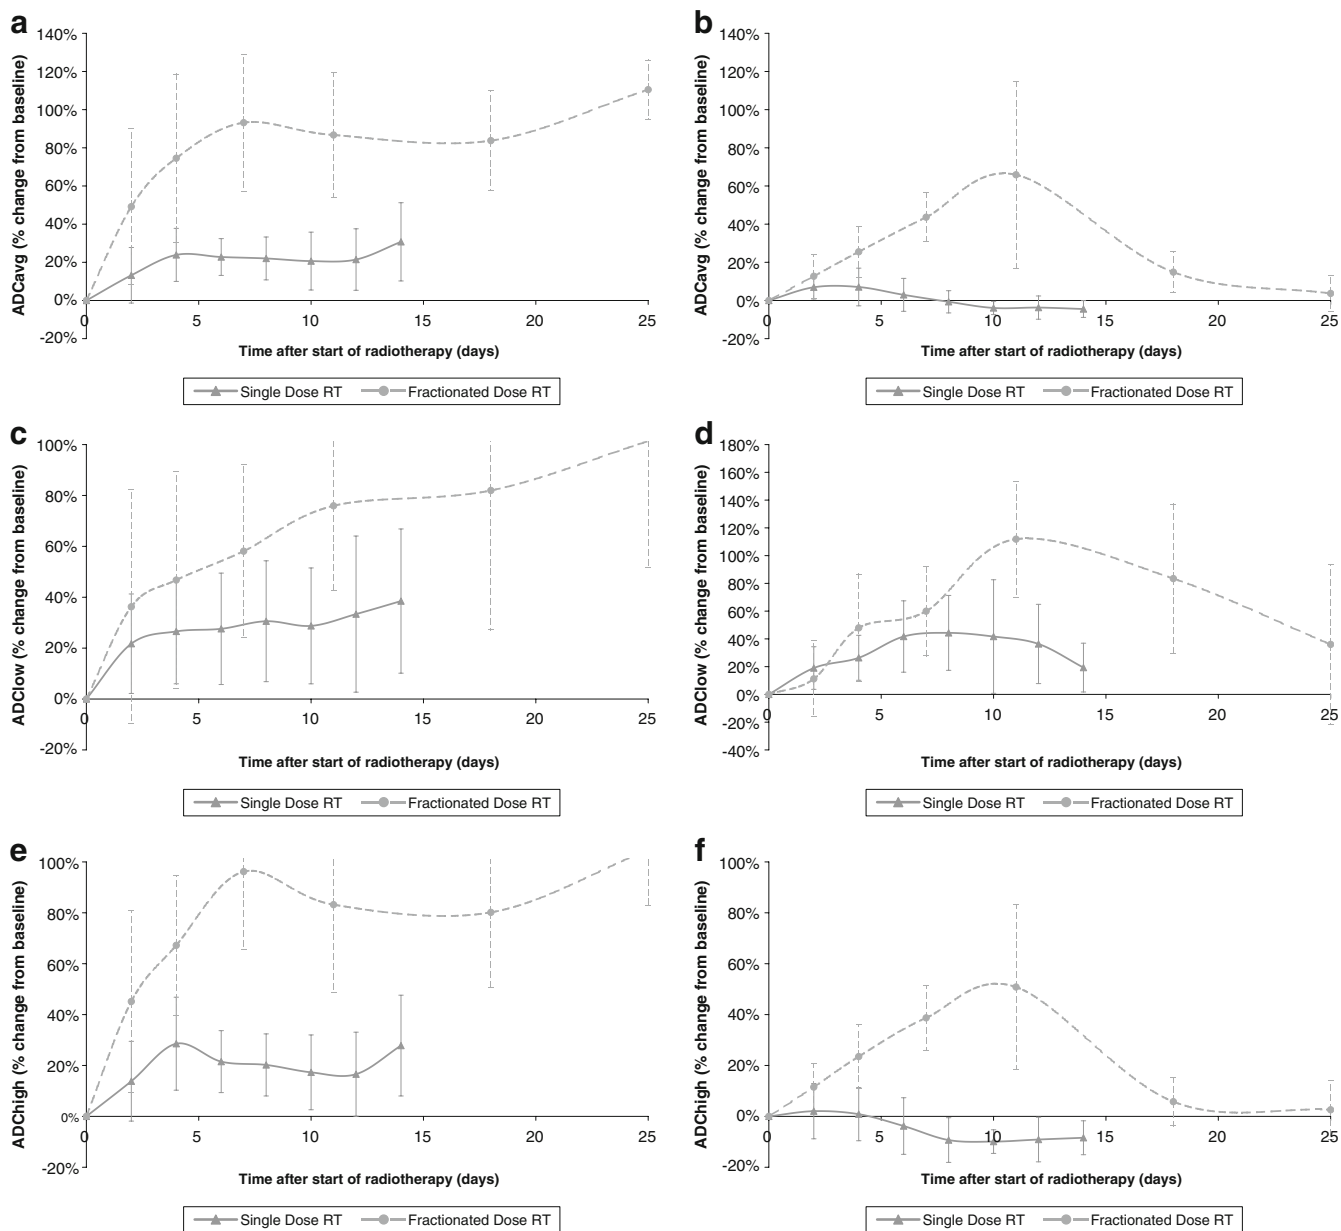 a
140%
120%
100%
80%
60%
40%
20%
0%
-20%
0 5 10 15 20 25
ADCavg (% change from baseline)
Time after start of radiotherapy (days)
Single Dose RT Fractionated Dose RT
b
140%
120%
100%
80%
60%
40%
20%
0%
-20%
0 5 10 15 20 25
ADCavg (% change from baseline)
Time after start of radiotherapy (days)
Single Dose RT Fractionated Dose RT
c
100%
80%
60%
40%
20%
0%
-20%
0 5 10 15 20 25
ADClow (% change from baseline)
Time after start of radiotherapy (days)
Single Dose RT Fractionated Dose RT
d
180%
160%
140%
120%
100%
80%
60%
40%
20%
0%
-20%
-40%
0 5 10 15 20 25
ADClow (% change from baseline)
Time after start of radiotherapy (days)
Single Dose RT Fractionated Dose RT
e
100%
80%
60%
40%
20%
0%
-20%
0 5 10 15 20 25
ADChigh (% change from baseline)
Time after start of radiotherapy (days)
Single Dose RT Fractionated Dose RT
f
100%
80%
60%
40%
20%
0%
-20%
0 5 10 15 20 25
ADChigh (% change from baseline)
Time after start of radiotherapy (days)
Single Dose RT Fractionated Dose RT